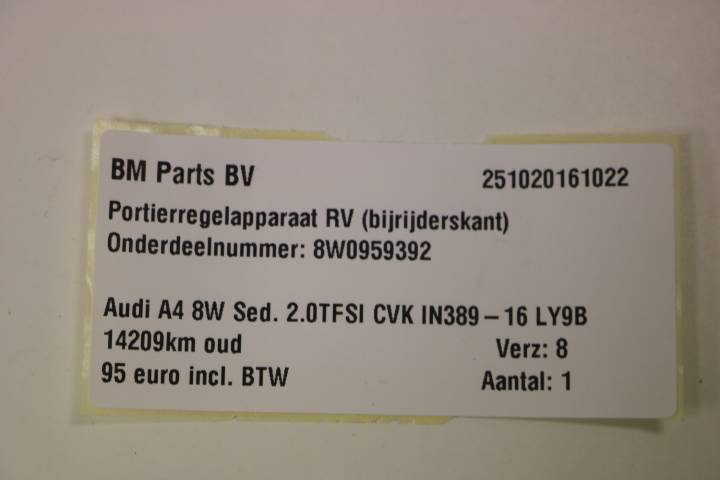 BM Parts BV 251020161022
Portierregelapparaat RV (bijrijderskant)
Onderdeelnummer: 8W0959392
Audi A4 8W Sed. 2.0TFSI CVK IN389 – 16 LY9B
14209km oud Verz: 8
95 euro incl. BTW Aantal: 1